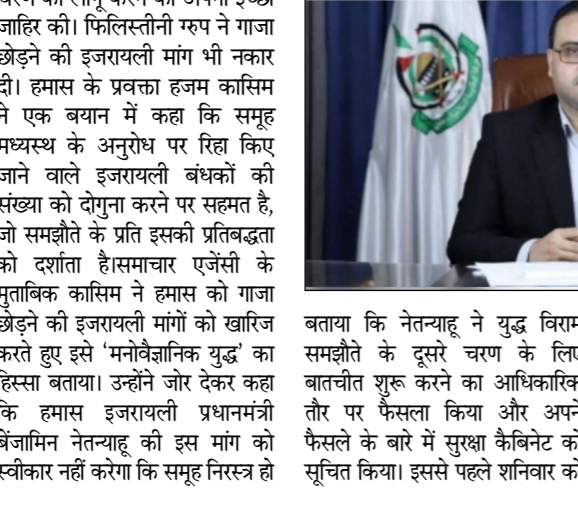 जाहिर की। फिलिस्तीनी ग्रुप ने गाजा
छोड़ने की इजरायली मांग भी नकार
दी। हमास के प्रवक्ता हजम कासिम
ने एक बयान में कहा कि समूह
मध्यस्थ के अनुरोध पर रिहा किए
जाने वाले इजरायली बंधकों की
संख्या को दोगुना करने पर सहमत है,
जो समझौते के प्रति इसकी प्रतिबद्धता
को दर्शाता है।समाचार एजेंसी के
मुताबिक कासिम ने हमास को गाजा
छोड़ने की इजरायली मांगों को खारिज
करते हुए इसे ‘मनोवैज्ञानिक युद्ध’ का
हिस्सा बताया। उन्होंने जोर देकर कहा
कि हमास इजरायली प्रधानमंत्री
बेंजामिन नेतन्याहू की इस मांग को
स्वीकार नहीं करेगा कि समूह निरस्त्र हो
बताया कि नेतन्याहू ने युद्ध विराम
समझौते के दूसरे चरण के लिए
बातचीत शुरू करने का आधिकारिक
तौर पर फैसला किया और अपने
फैसले के बारे में सुरक्षा कैबिनेट को
सूचित किया। इससे पहले शनिवार को